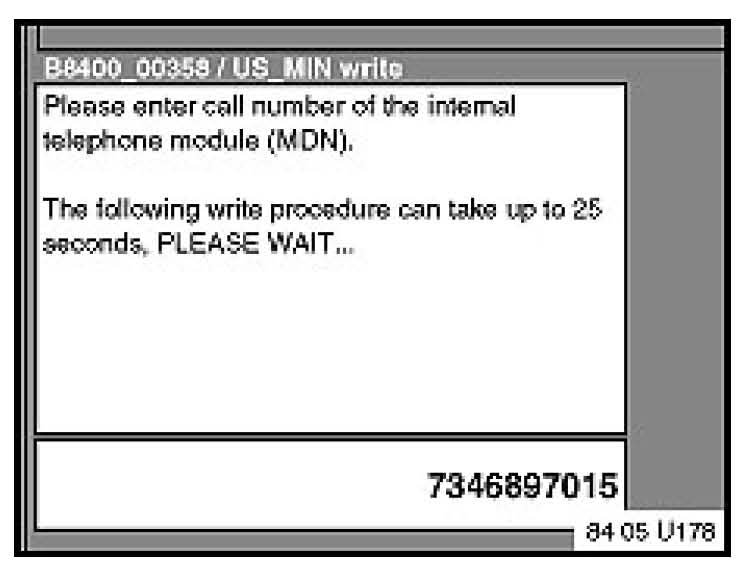 B8400_00358 / US_MIN write
Please enter call number of the internal
telephone module (MDN).
The following write procedure can take up to 25
seconds, PLEASE WAIT...
7346897015
84 05 U178